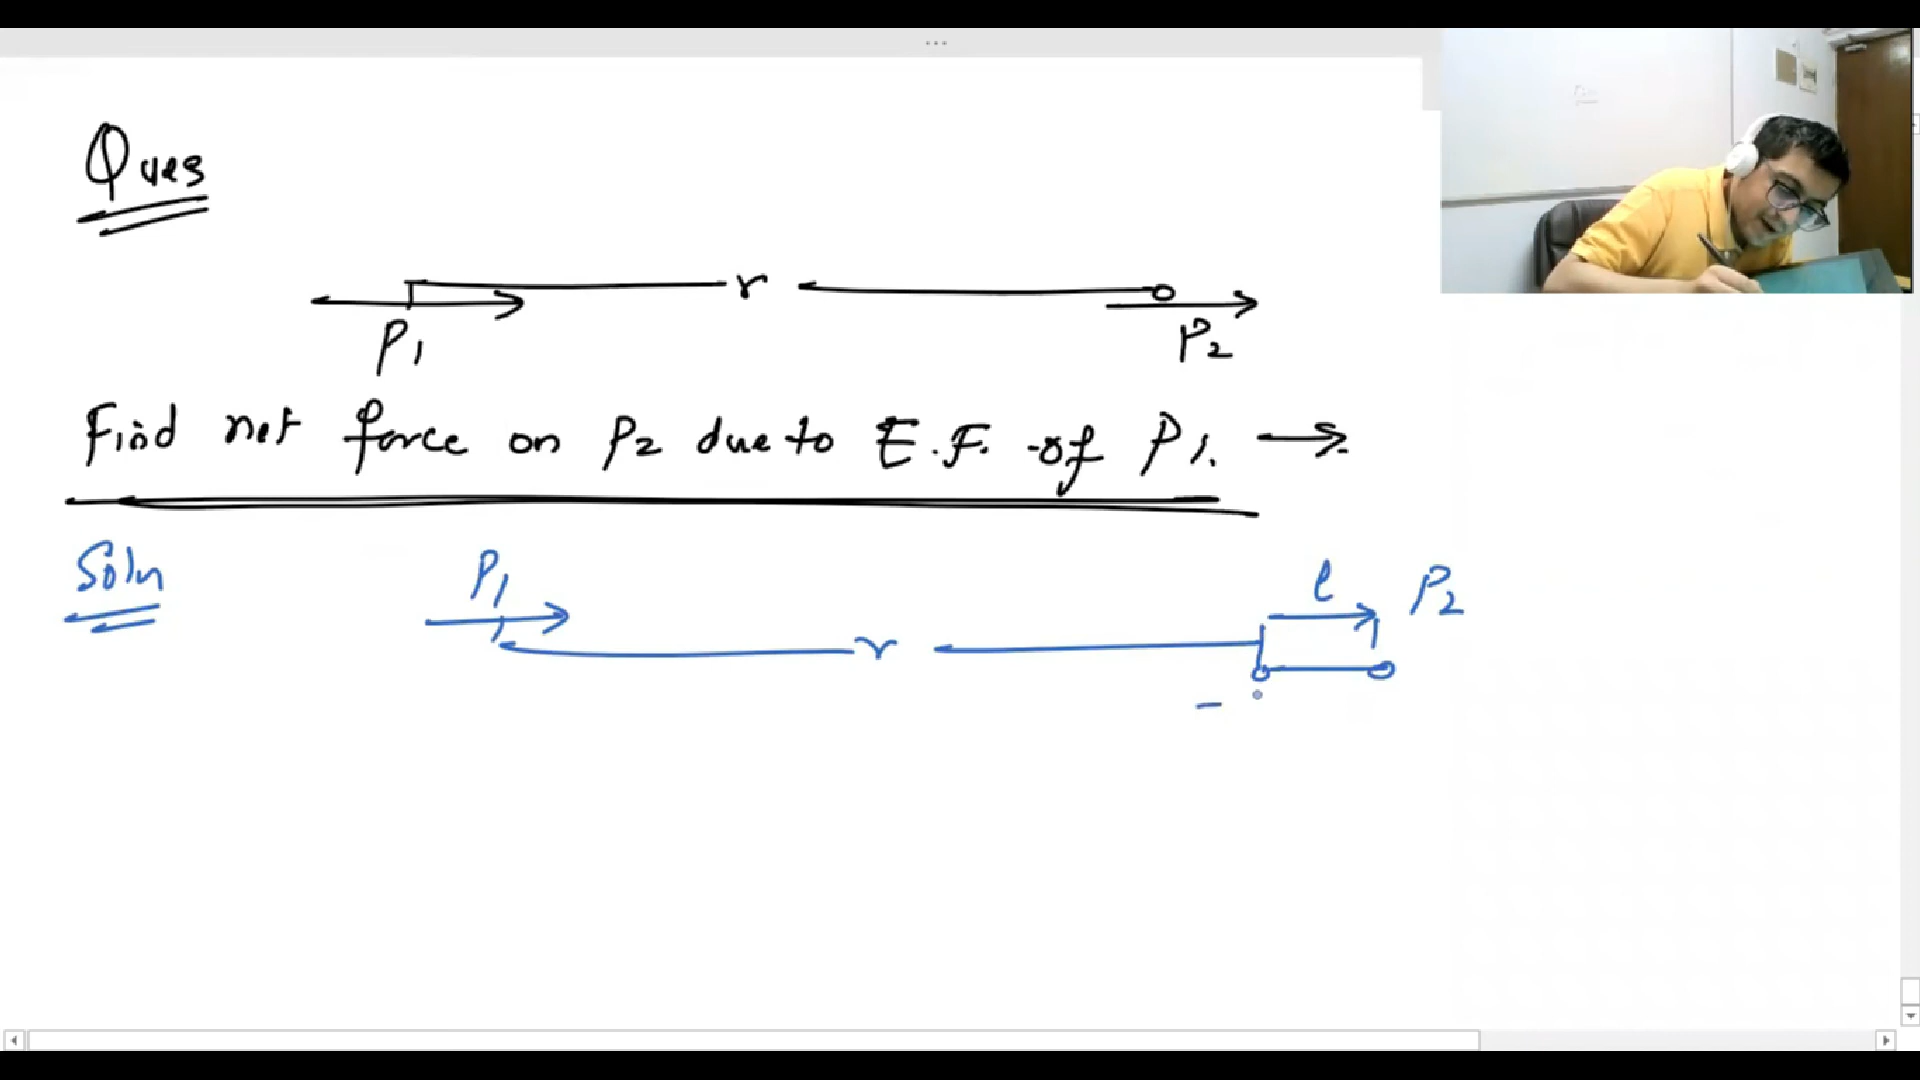 Ques
r
P1 P2
Find net force on P2 due to E.F. of P1. →
Soln P1 l P2
r
-